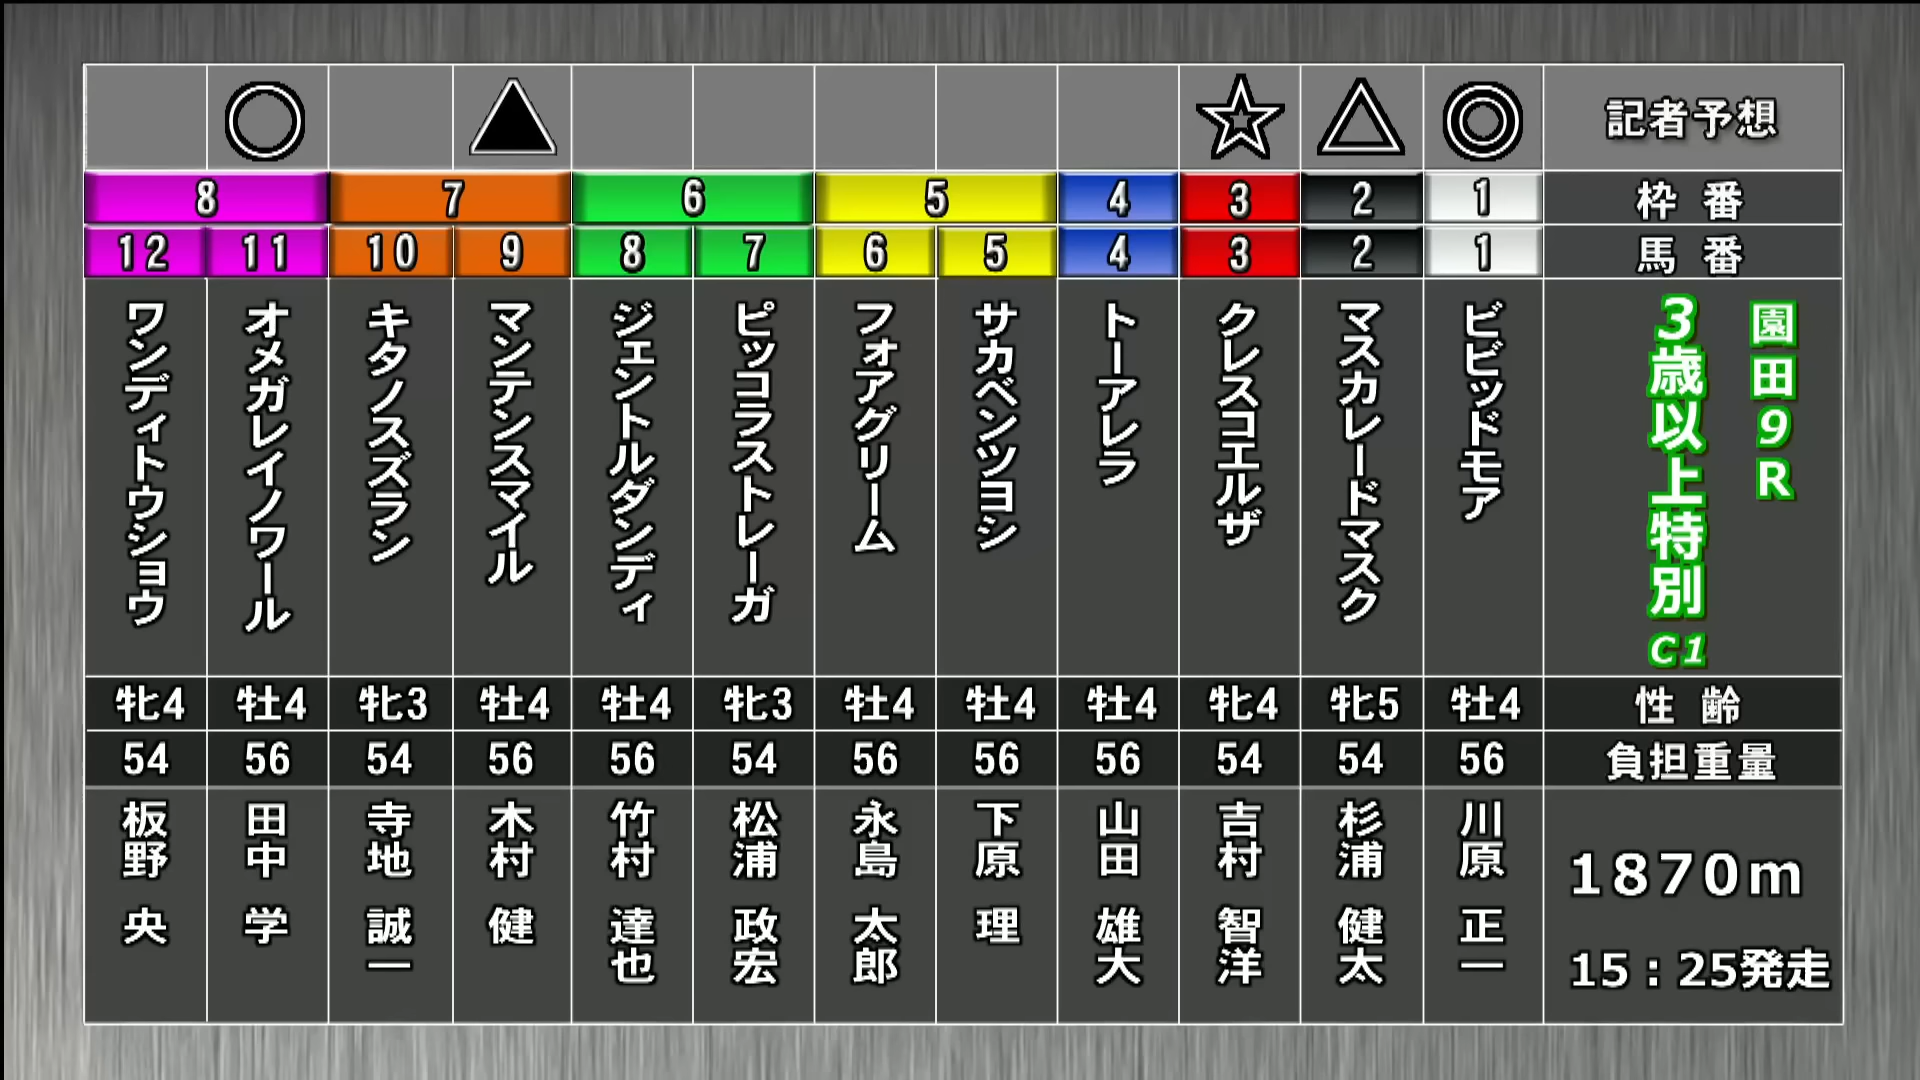 記者予想 ◎ △ ☆ ▲ ○
枠番 1 2 3 4 5 6 7 8
馬番 1 2 3 4 5 6 7 8 9 10 11 12
園田9R
3歳以上特別 C1
ビビッドモア
マスカレードマスク
クレスコエルザ
トーアレラ
サカベンツヨシ
フォアグリーム
ピッコラストレーガ
ジェントルダンディ
マンテンスマイル
キタノスズラン
オメガレイノワール
ワンディトウショウ
性齢 牡4 牝5 牝4 牡4 牡4 牡4 牝3 牡4 牡4 牝3 牡4 牝4
負担重量 56 54 54 56 56 56 54 56 56 54 56 54
1870m
15:25発走
川原 正一
杉浦 健太
吉村 智洋
山田 雄大
下原 理
永島 太郎
松浦 政宏
竹村 達也
木村 健
寺地 誠一
田中 学
板野 央